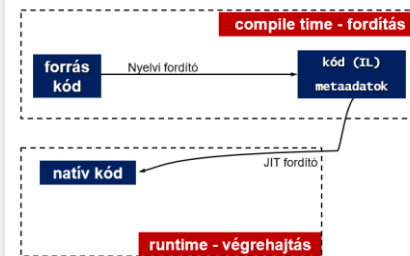 compile time - fordítás
forrás
kód
Nyelvi fordító
kód (IL)
metaadatok
JIT fordító
natív kód
runtime - végrehajtás